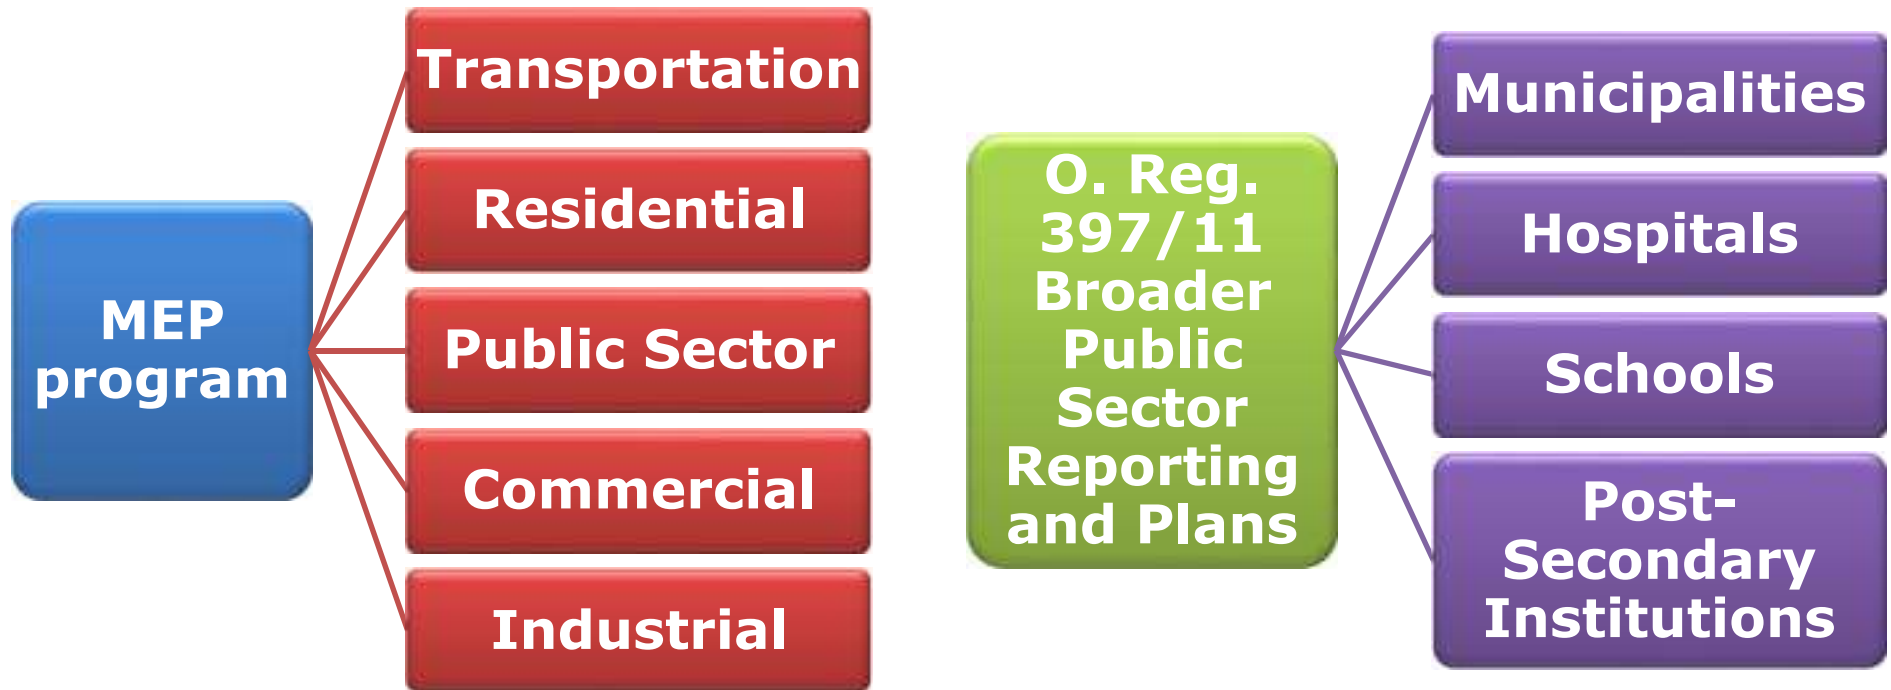 MEP
program
Transportation
Residential
Public Sector
Commercial
Industrial
O. Reg.
397/11
Broader
Public
Sector
Reporting
and Plans
Municipalities
Hospitals
Schools
Post-
Secondary
Institutions